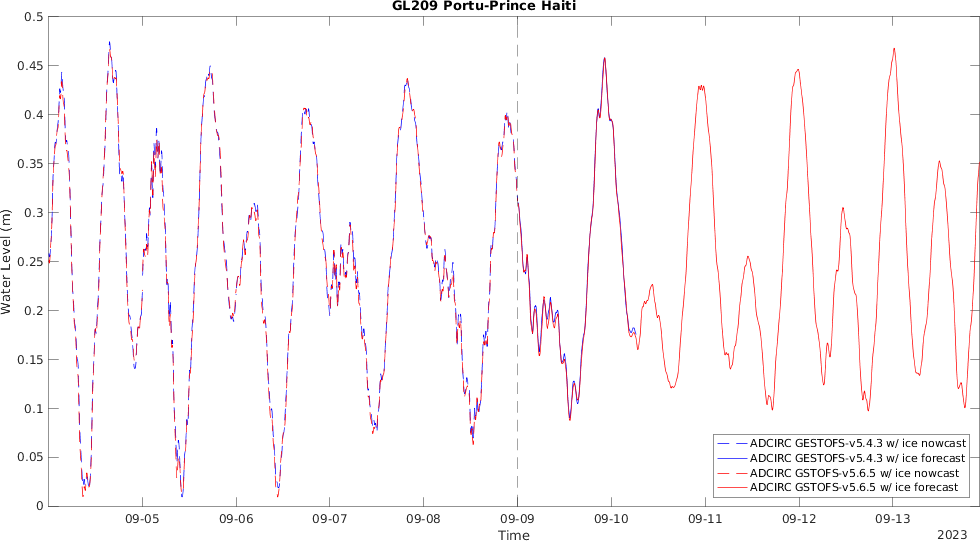 GL209 Portu-Prince Haiti
0.5
0.45
0.4
0.35
0.3
0.25
0.2
0.15
0.1
0.05
0
Water Level (m)
ADCIRC GESTOFS-v5.4.3 w/ ice nowcast
ADCIRC GESTOFS-v5.4.3 w/ ice forecast
ADCIRC GSTOFS-v5.6.5 w/ ice nowcast
ADCIRC GSTOFS-v5.6.5 w/ ice forecast
09-05 09-06 09-07 09-08 09-09 09-10 09-11 09-12 09-13
Time
2023